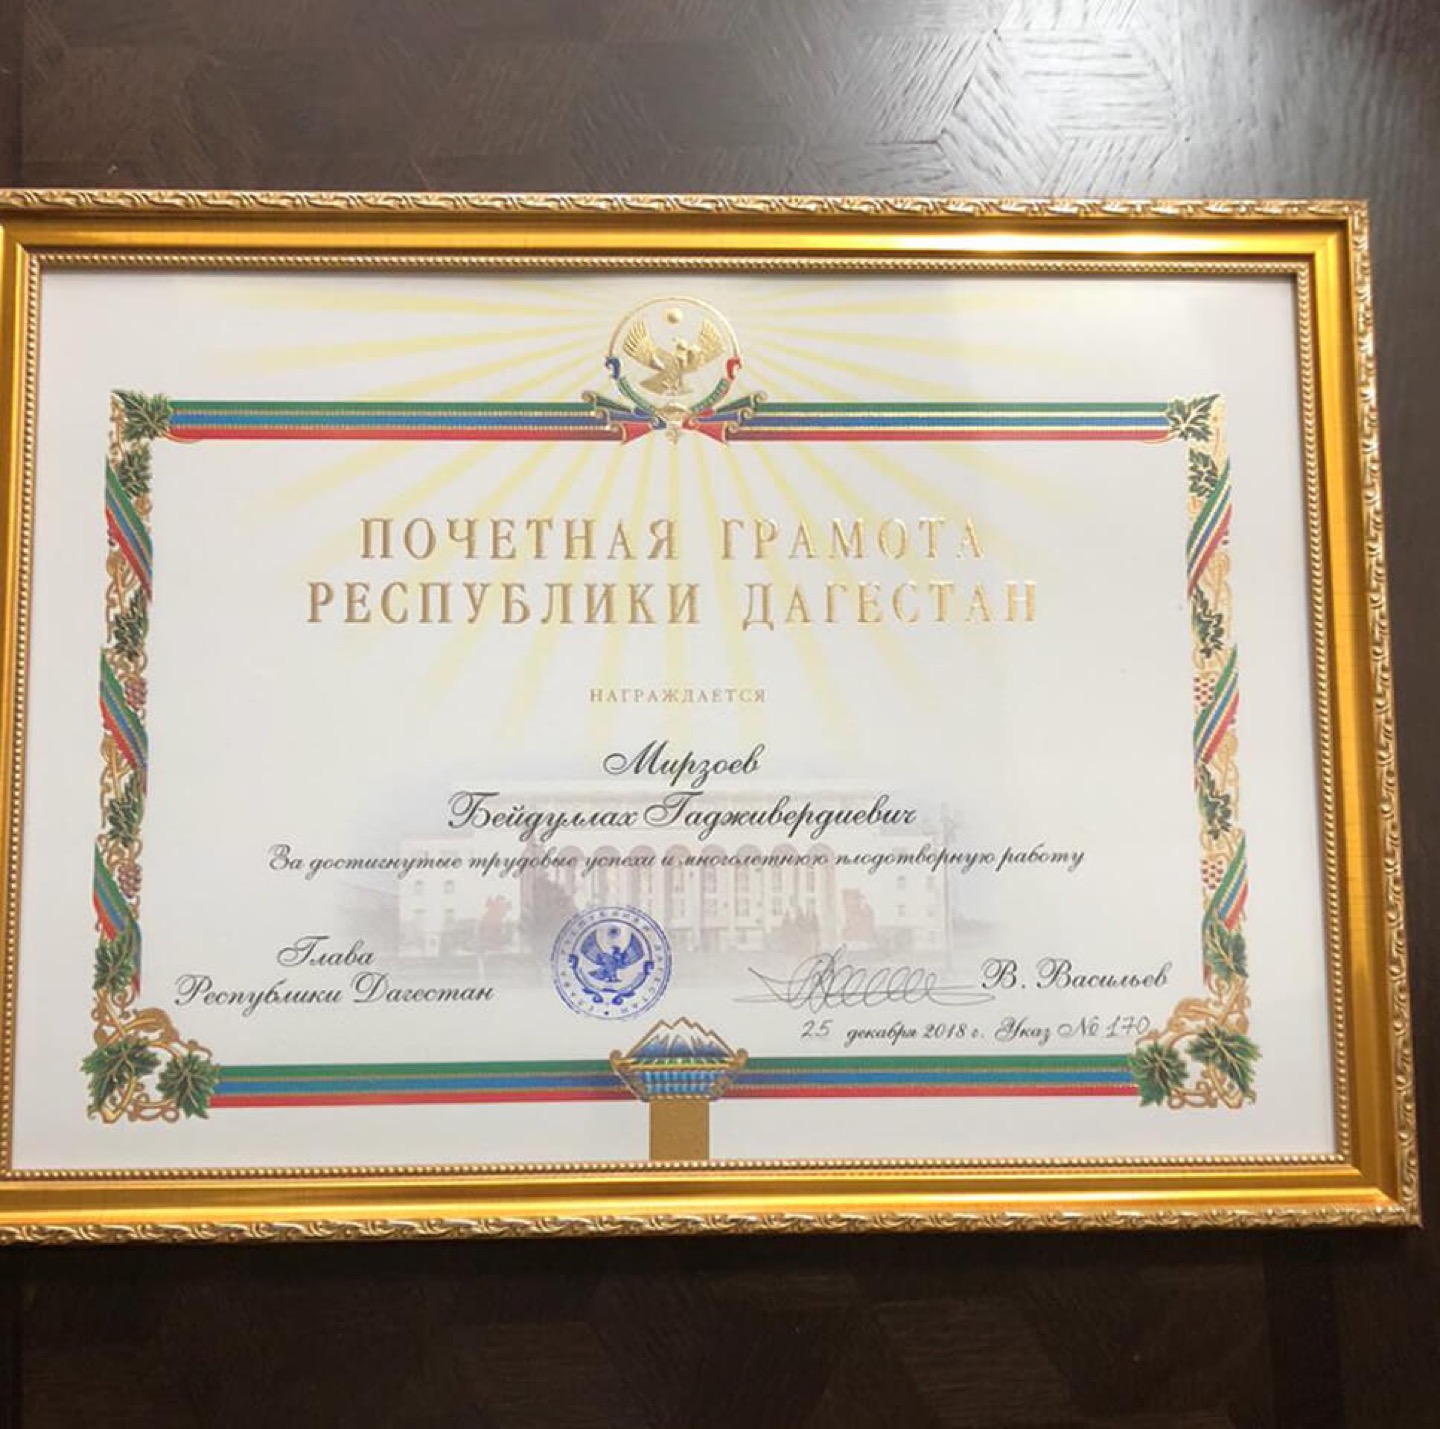 ПОЧЕТНАЯ ГРАМОТА
РЕСПУБЛИКИ ДАГЕСТАН
НАГРАЖДАЕТСЯ
Мирзоев
Бейдуллах Гадживердиевич
За достигнутые трудовые успехи и многолетнюю плодотворную работу
Глава
Республики Дагестан
В. Васильев
25 декабря 2018 г. Указ № 170